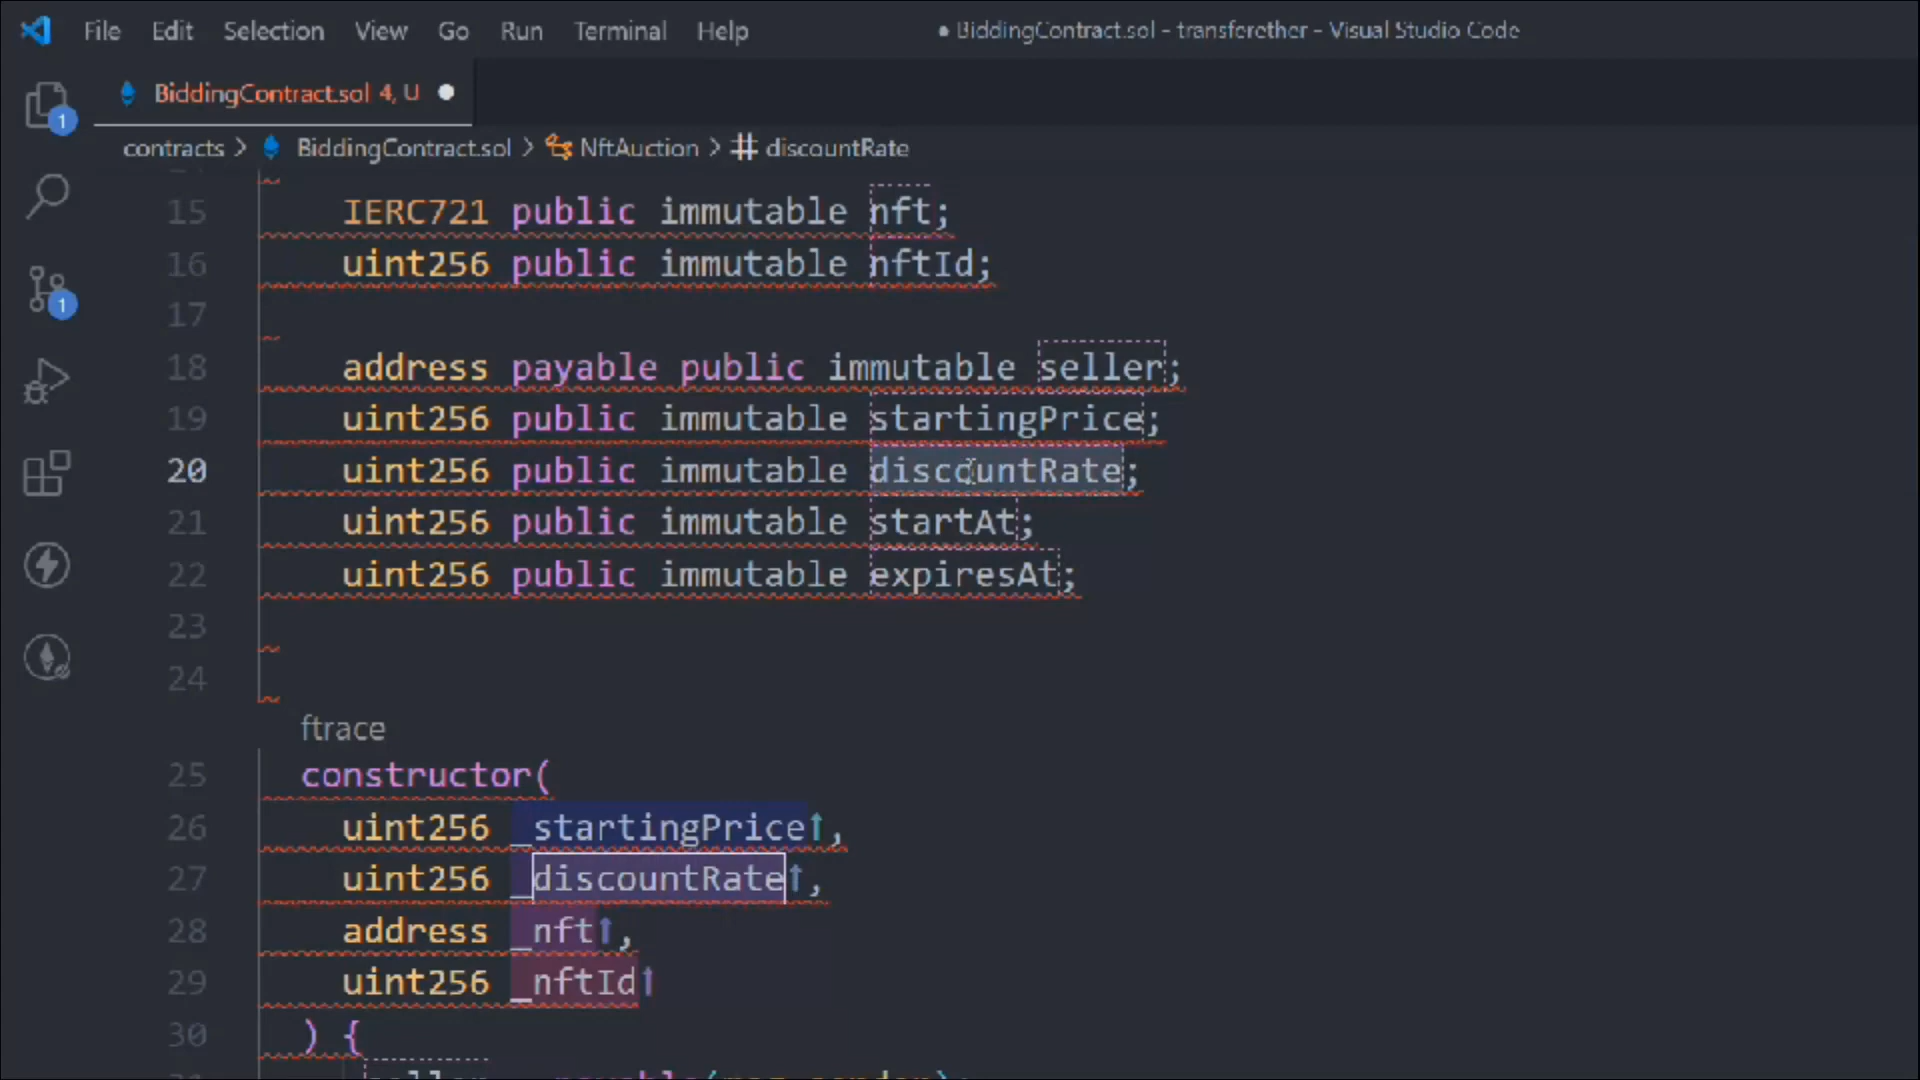 File Edit Selection View Go Run Terminal Help ● BiddingContract.sol - transferether - Visual Studio Code
BiddingContract.sol 4, U ●
contracts > BiddingContract.sol > NftAuction > discountRate
15 IERC721 public immutable nft;
16 uint256 public immutable nftId;
17
18 address payable public immutable seller;
19 uint256 public immutable startingPrice;
20 uint256 public immutable discountRate;
21 uint256 public immutable startAt;
22 uint256 public immutable expiresAt;
23
24
ftrace
25 constructor(
26 uint256 _startingPrice↑,
27 uint256 _discountRate↑,
28 address _nft↑,
29 uint256 _nftId↑
30 ) {
1
1